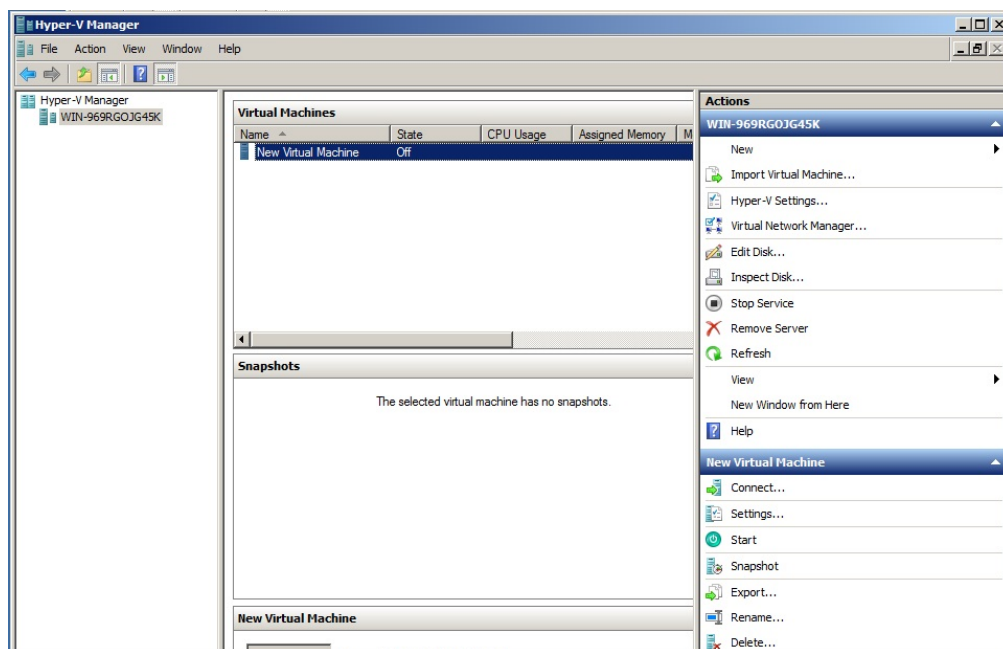 Hyper-V Manager
File Action View Window Help
Hyper-V Manager
WIN-969RGOJG45K
Virtual Machines
Name State CPU Usage Assigned Memory M
New Virtual Machine Off
Snapshots
The selected virtual machine has no snapshots.
New Virtual Machine
Actions
WIN-969RGOJG45K
New
Import Virtual Machine...
Hyper-V Settings...
Virtual Network Manager...
Edit Disk...
Inspect Disk...
Stop Service
Remove Server
Refresh
View
New Window from Here
Help
New Virtual Machine
Connect...
Settings...
Start
Snapshot
Export...
Rename...
Delete...